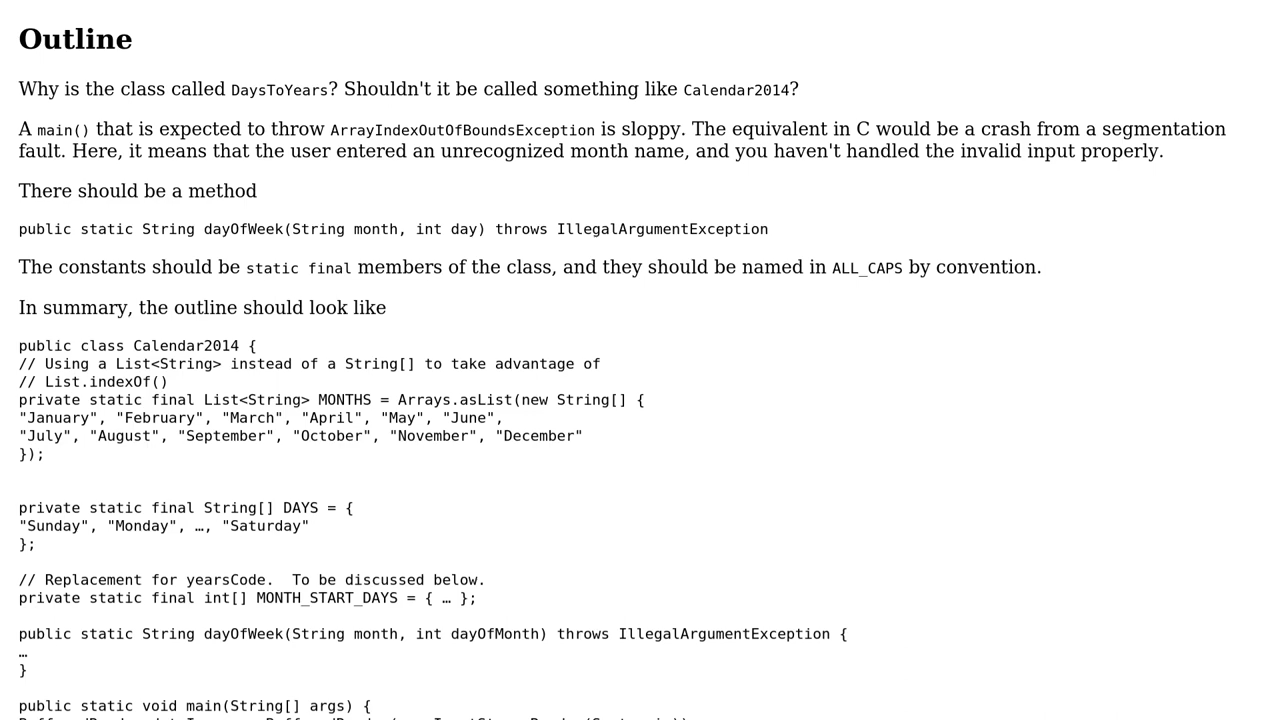 Outline
Why is the class called DaysToYears? Shouldn't it be called something like Calendar2014?
A main() that is expected to throw ArrayIndexOutOfBoundsException is sloppy. The equivalent in C would be a crash from a segmentation
fault. Here, it means that the user entered an unrecognized month name, and you haven't handled the invalid input properly.
There should be a method
public static String dayOfWeek(String month, int day) throws IllegalArgumentException
The constants should be static final members of the class, and they should be named in ALL_CAPS by convention.
In summary, the outline should look like
public class Calendar2014 {
// Using a List<String> instead of a String[] to take advantage of
// List.indexOf()
private static final List<String> MONTHS = Arrays.asList(new String[] {
"January", "February", "March", "April", "May", "June",
"July", "August", "September", "October", "November", "December"
});
private static final String[] DAYS = {
"Sunday", "Monday", …, "Saturday"
};
// Replacement for yearsCode.  To be discussed below.
private static final int[] MONTH_START_DAYS = { … };
public static String dayOfWeek(String month, int dayOfMonth) throws IllegalArgumentException {
…
}
public static void main(String[] args) {